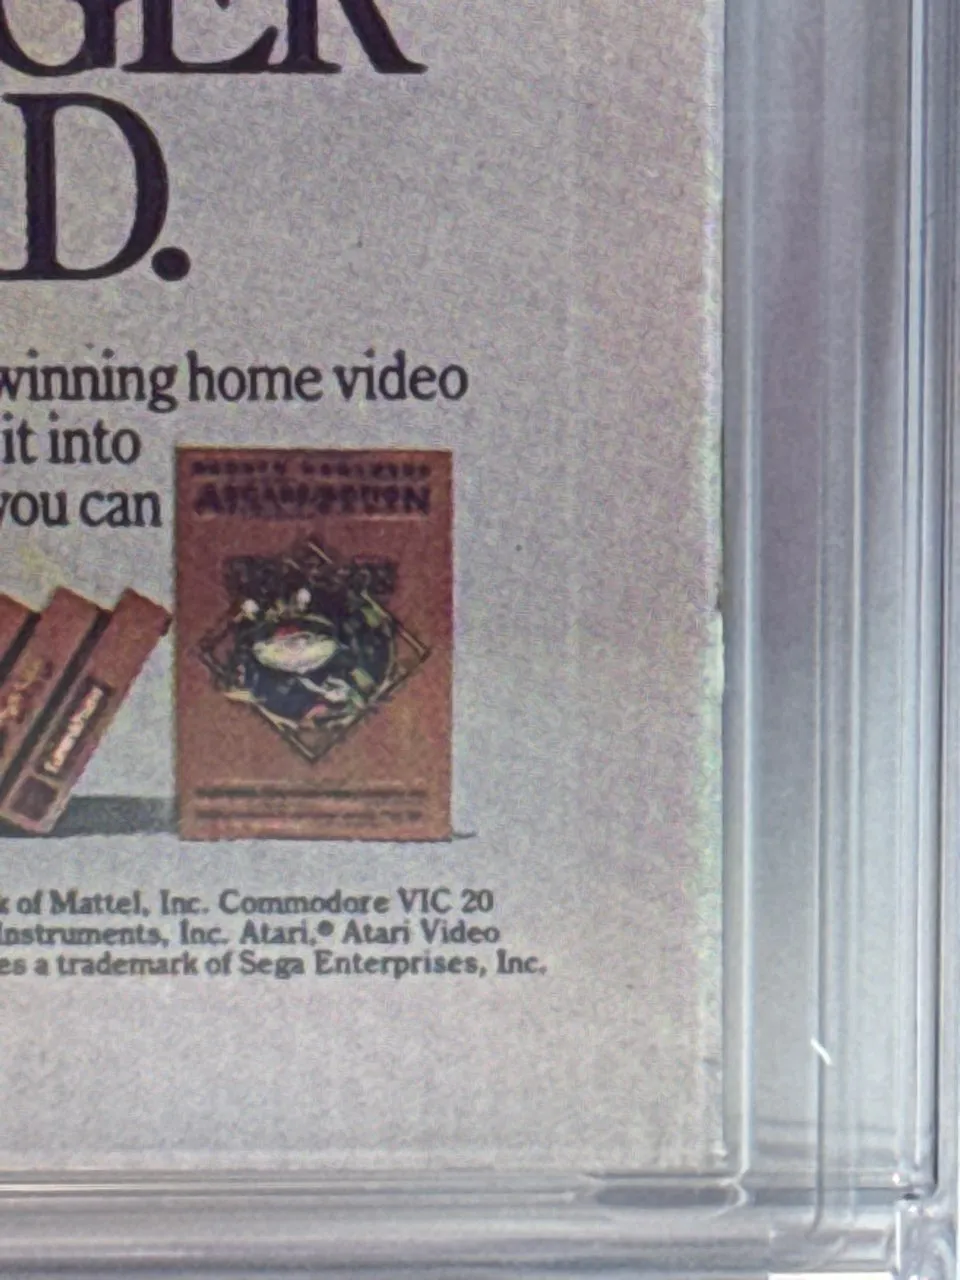 GER
D.
winning home video
it into
you can
of Mattel, Inc. Commodore VIC 20
Instruments, Inc. Atari,® Atari Video
es a trademark of Sega Enterprises, Inc.